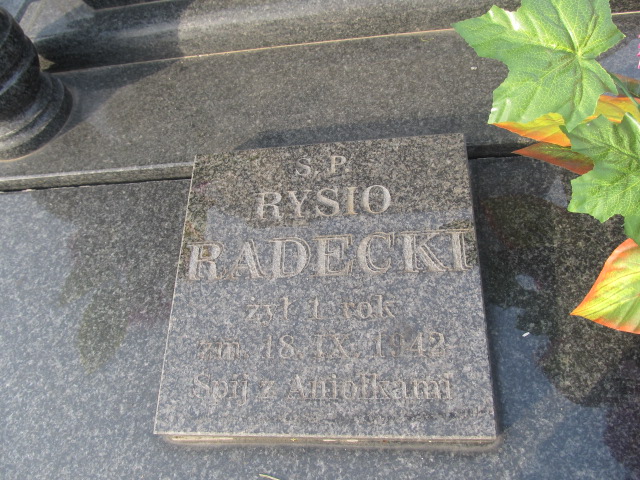 Ś. P.
RYSIO
RADECKI
żył 1 rok
zm. 18. IX. 1942
Śpij z Aniołkami